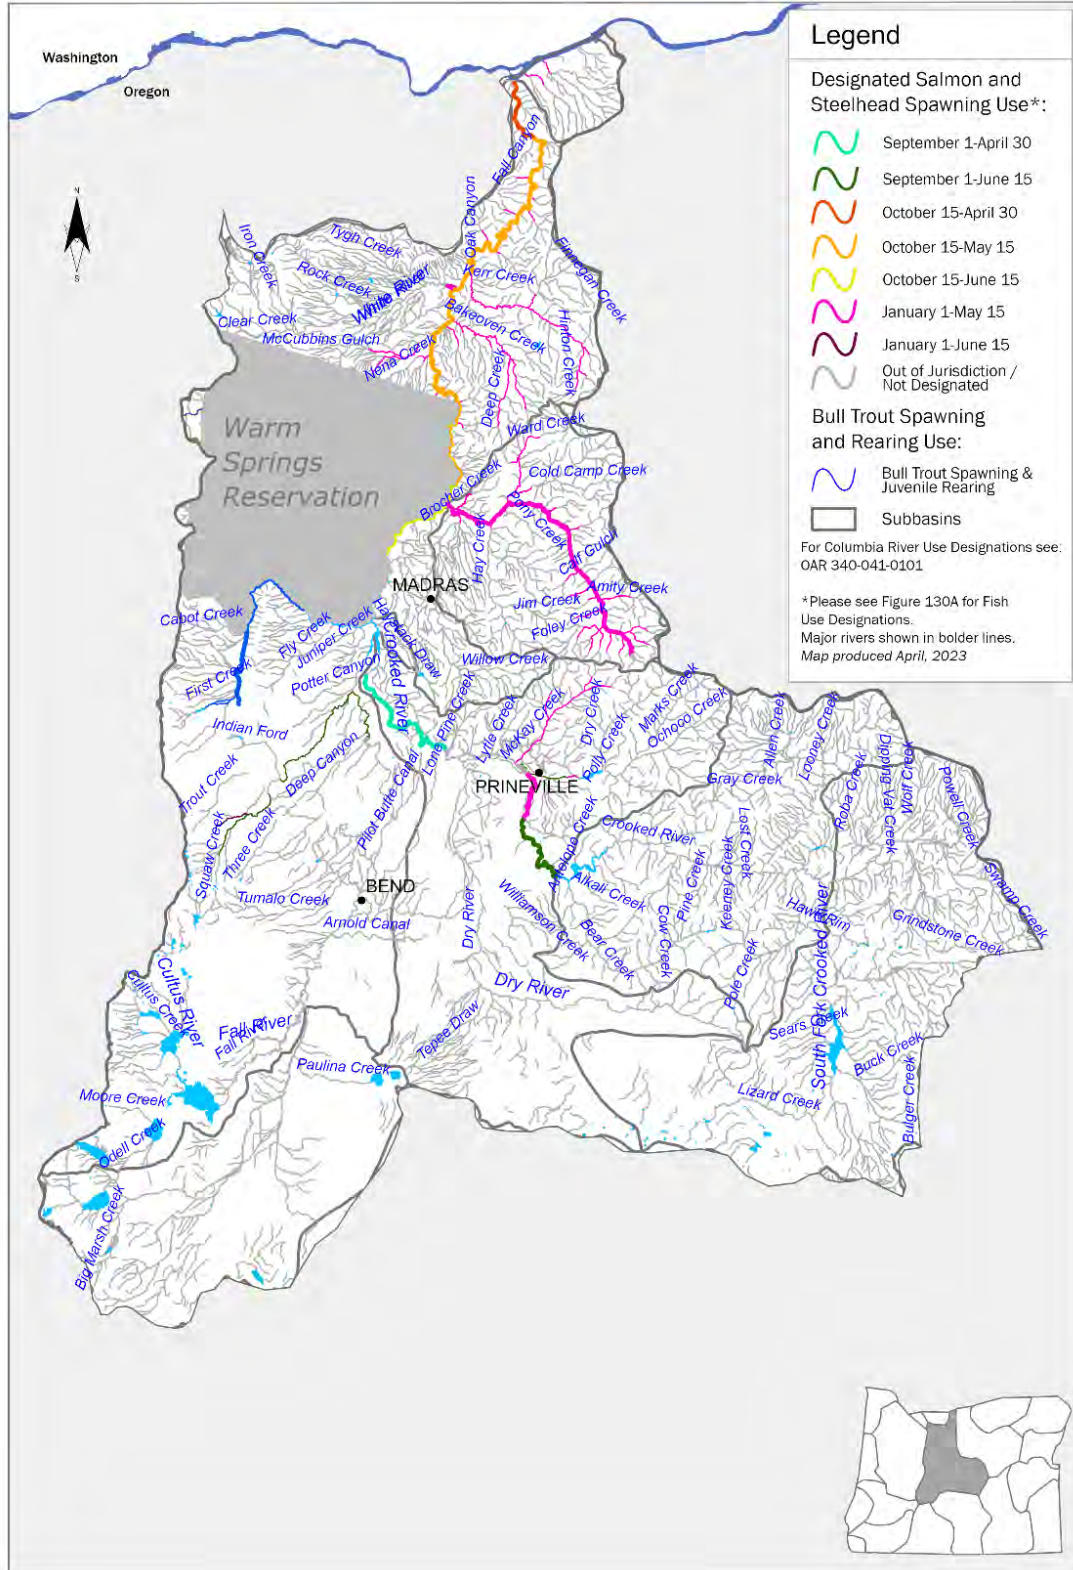 Washington
Oregon
Legend
Designated Salmon and
Steelhead Spawning Use*:
September 1-April 30
September 1-June 15
October 15-April 30
October 15-May 15
October 15-June 15
January 1-May 15
January 1-June 15
Out of Jurisdiction /
Not Designated
Bull Trout Spawning
and Rearing Use:
Bull Trout Spawning &
Juvenile Rearing
Subbasins
For Columbia River Use Designations see:
OAR 340-041-0101
*Please see Figure 130A for Fish
Use Designations.
Major rivers shown in bolder lines.
Map produced April, 2023
N
S
Fall Canyon
Oak Canyon
Finnegan Creek
Iron Creek
Tygh Creek
Rock Creek
White River
White River
Kerr Creek
Clear Creek
McCubbins Gulch
Nena Creek
Bakeoven Creek
Hinton Creek
Deep Creek
Ward Creek
Warm
Springs
Reservation
Cold Camp Creek
Brocher Creek
Pony Creek
Hay Creek
Calf Gulch
MADRAS
Amity Creek
Jim Creek
Foley Creek
Cabot Creek
Fly Creek
Juniper Creek
Haystack Draw
Crooked River
Willow Creek
First Creek
Potter Canyon
Indian Ford
Lone Pine Creek
Lytle Creek
McKay Creek
Dry Creek
Polly Creek
Marks Creek
Ochoco Creek
Allen Creek
Looney Creek
Trout Creek
Deep Canyon
Pilot Butte Canal
PRINEVILLE
Gray Creek
Roba Creek
Dipping Vat Creek
Wolf Creek
Powell Creek
Squaw Creek
Three Creek
Antelope Creek
Crooked River
Lost Creek
Keeney Creek
Pine Creek
BEND
Tumalo Creek
Arnold Canal
Dry River
Williamson Creek
Alkali Creek
Bear Creek
Cow Creek
Pole Creek
Hawk Rim
South Fork Crooked River
Grindstone Creek
Swamp Creek
Dry River
Cultus River
Cultus Creek
Fall River
Fall River
Tepee Draw
Sears Creek
Buck Creek
Bulger Creek
Lizard Creek
Paulina Creek
Moore Creek
Odell Creek
Big Marsh Creek